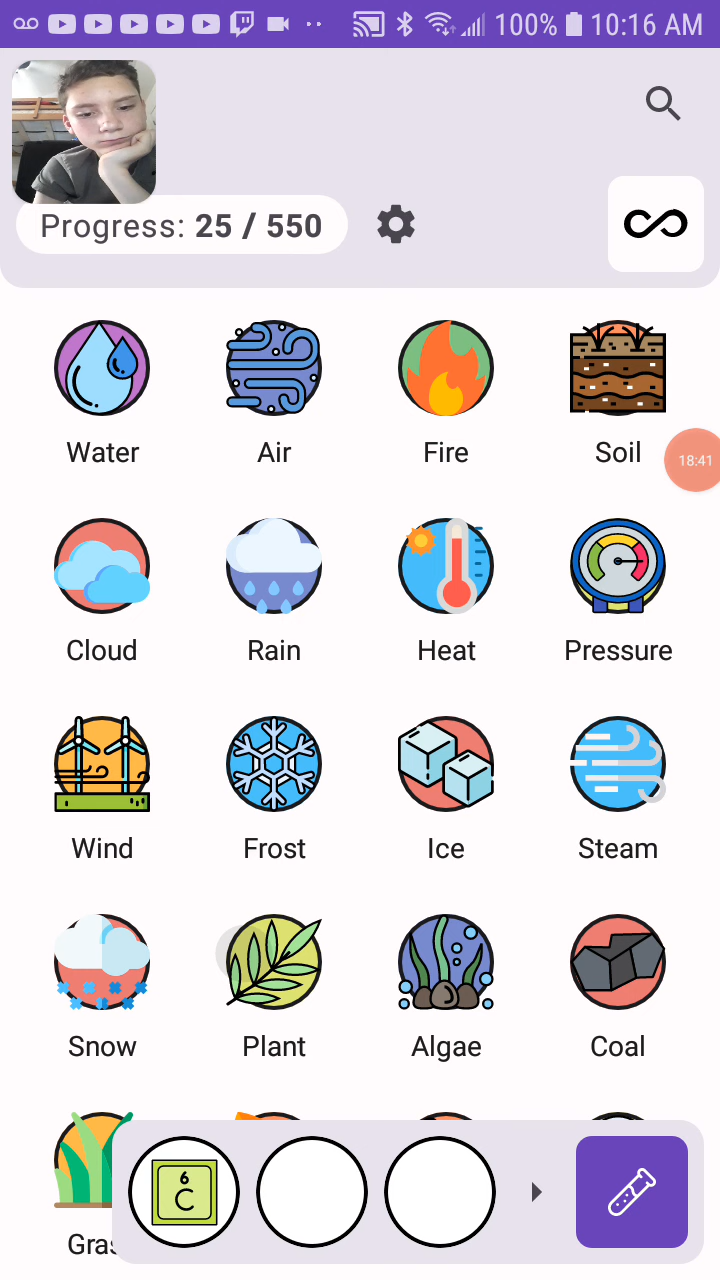 100% 10:16 AM
Progress: 25 / 550
Water Air Fire Soil
18:41
Cloud Rain Heat Pressure
Wind Frost Ice Steam
Snow Plant Algae Coal
6
C
Gras